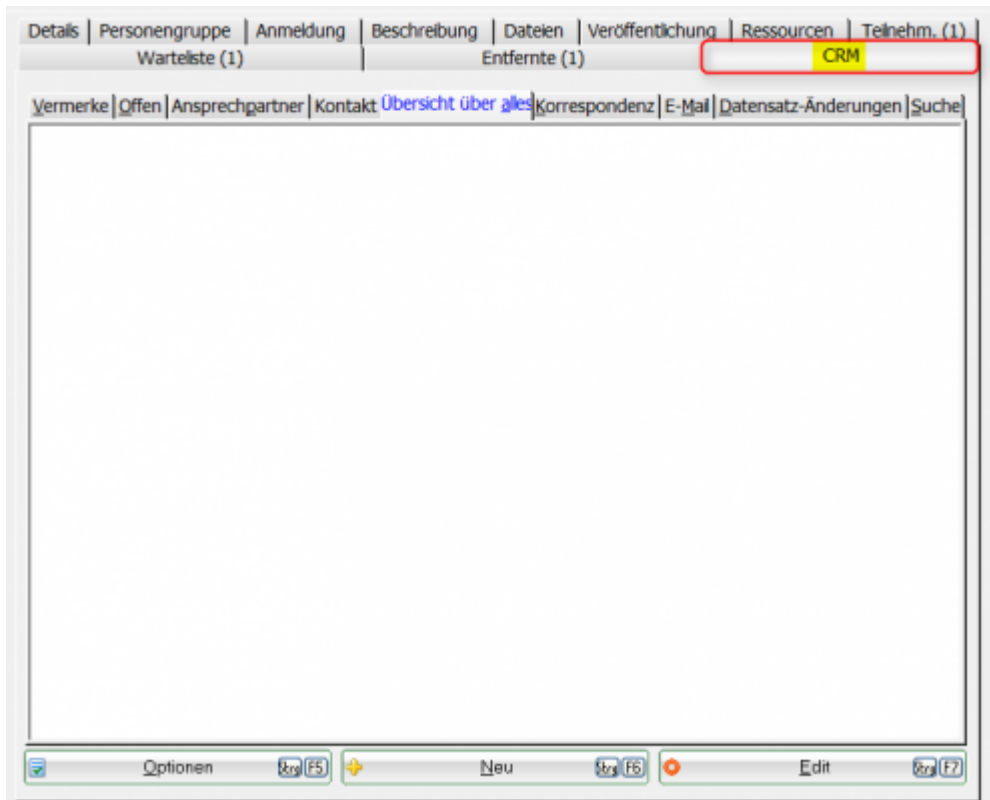 Details Personengruppe Anmeldung Beschreibung Dateien Veröffentlichung Ressourcen Teilnehm. (1)
Warteliste (1) Entfernte (1) CRM
Vermerke Offen Ansprechpartner Kontakt Übersicht über alles Korrespondenz E-Mail Datensatz-Änderungen Suche
Optionen Strg F5 Neu Strg F6 Edit Strg F7